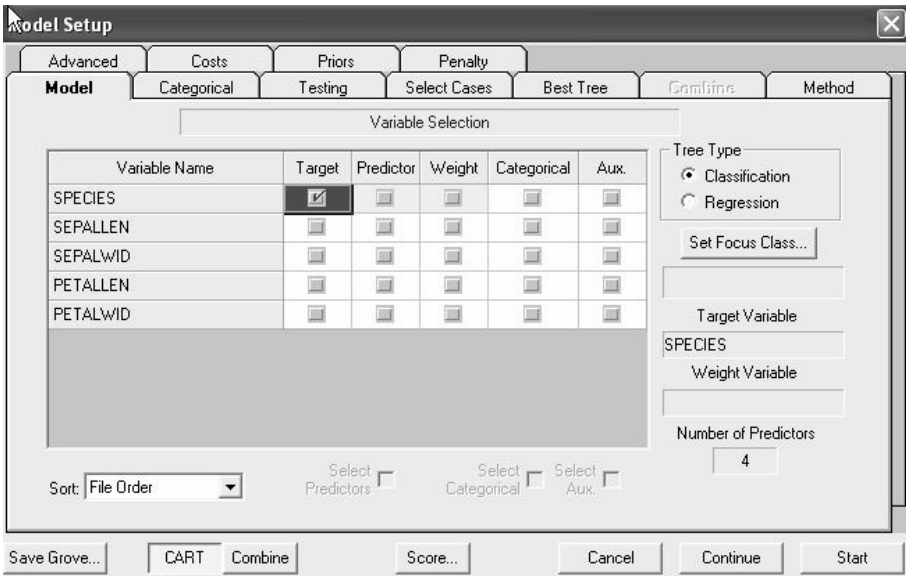 Model Setup
Advanced Costs Priors Penalty
Model Categorical Testing Select Cases Best Tree Combine Method
Variable Selection
Variable Name Target Predictor Weight Categorical Aux.
SPECIES
SEPALLEN
SEPALWID
PETALLEN
PETALWID
Tree Type
Classification
Regression
Set Focus Class...
Target Variable
SPECIES
Weight Variable
Number of Predictors
4
Sort: File Order
Select Predictors
Select Categorical
Select Aux.
Save Grove... CART Combine Score... Cancel Continue Start